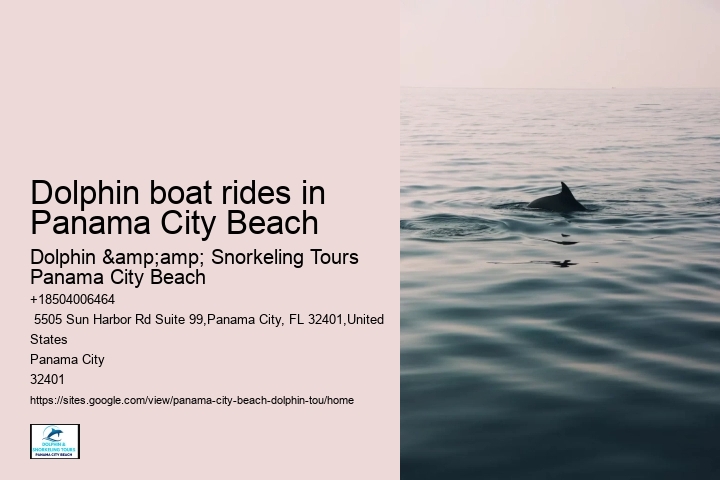 Dolphin boat rides in
Panama City Beach
Dolphin &amp;amp; Snorkeling Tours
Panama City Beach
+18504006464
5505 Sun Harbor Rd Suite 99,Panama City, FL 32401,United
States
Panama City
32401
https://sites.google.com/view/panama-city-beach-dolphin-tou/home
DOLPHIN &
SNORKELING TOURS
PANAMA CITY BEACH